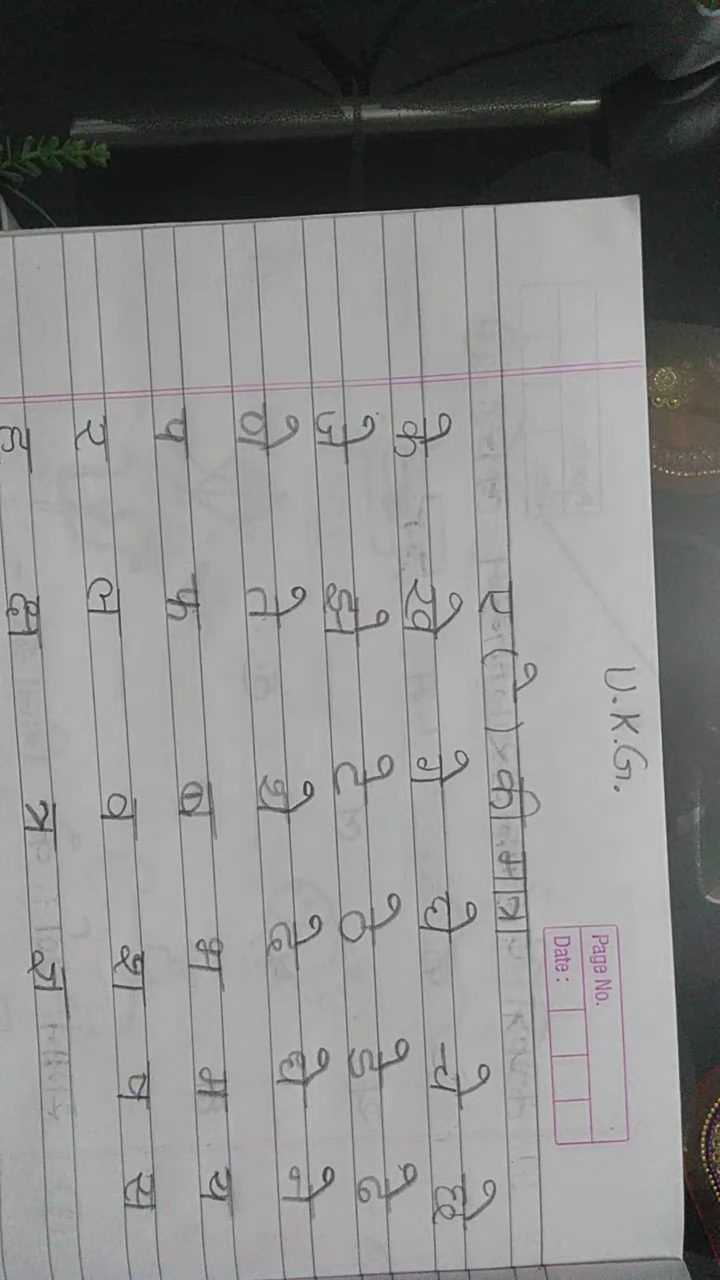 U.K.G.
Page No.
Date :
ए ( े ) की मात्रा
के खे गे घे चे छे
जे झे टे ठे डे ढे
णे ते थे दे धे ने
प फ ब भ म य
र ल व श ष स
ह क्ष त्र ज्ञ